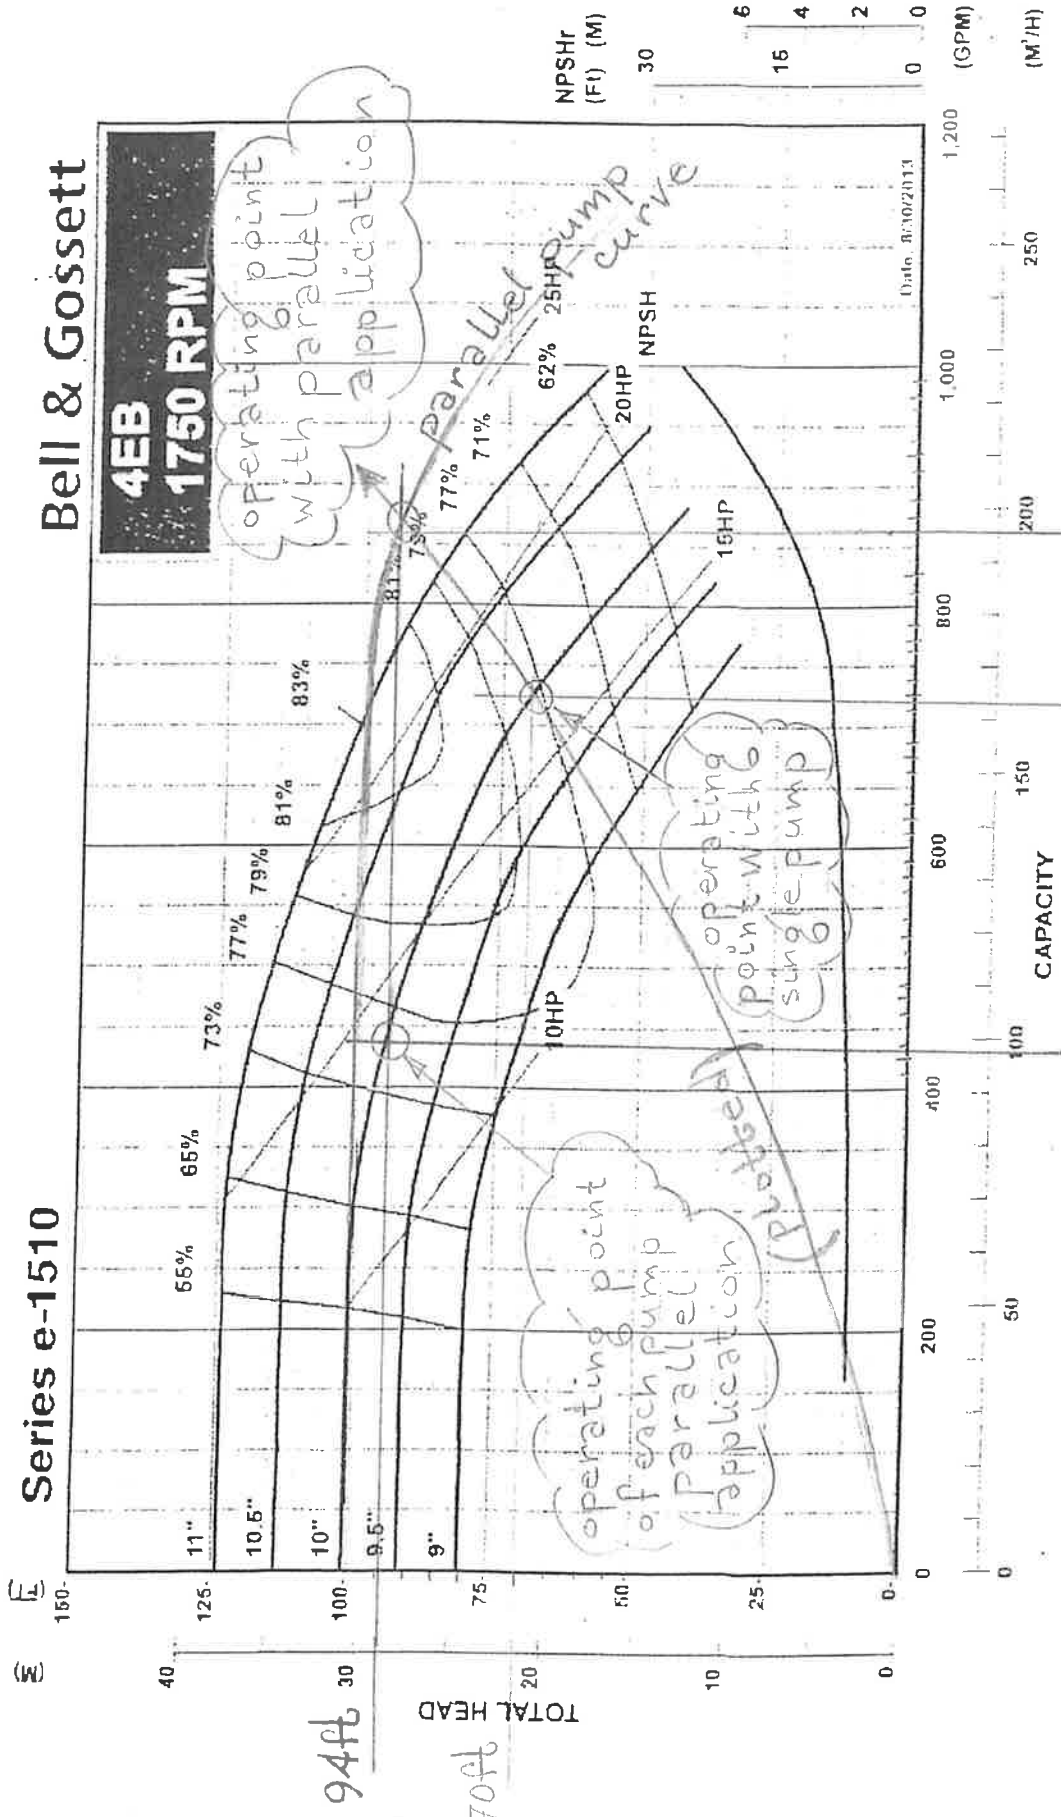 Series e-1510
Bell & Gossett
4EB
1750 RPM
(M)
(Ft)
150
125
100
75
50
25
0
40
30
20
10
0
TOTAL HEAD
94ft
70ft
11"
10.5"
10"
9.5"
9"
55%
65%
73%
77%
79%
81%
83%
81%
79%
77%
71%
62%
10HP
15HP
20HP
25HP
NPSH
operating point
with parallel
application
parallel pump
curve
operating
point with
single pump
operating point
of each pump
parallel
application
(plotted)
Date, 8/10/2013
NPSHr
(Ft) (M)
30
15
0
6
4
2
0
0
200
400
600
800
1,000
1,200
(GPM)
0
50
100
150
200
250
(M³/H)
CAPACITY